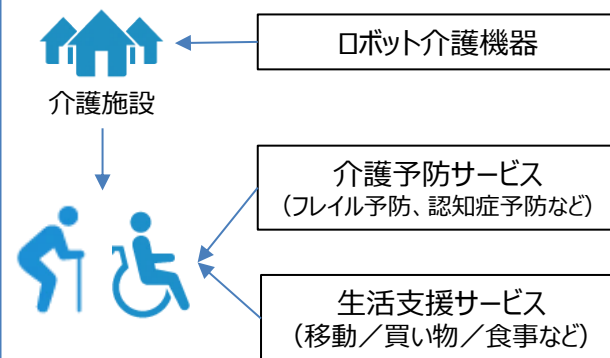 ロボット介護機器
介護施設
介護予防サービス
（フレイル予防、認知症予防など）
生活支援サービス
（移動／買い物／食事など）